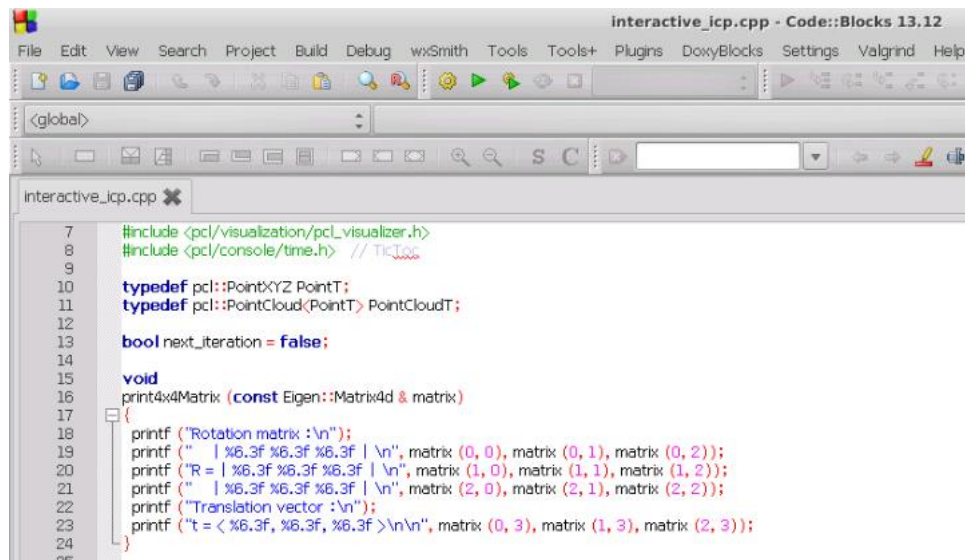 interactive_icp.cpp - Code::Blocks 13.12
File Edit View Search Project Build Debug wxSmith Tools Tools+ Plugins DoxyBlocks Settings Valgrind Help
<global>
S C
interactive_icp.cpp
7 #include <pcl/visualization/pcl_visualizer.h>
8 #include <pcl/console/time.h> // TicToc
9
10 typedef pcl::PointXYZ PointT;
11 typedef pcl::PointCloud<PointT> PointCloudT;
12
13 bool next_iteration = false;
14
15 void
16 print4x4Matrix (const Eigen::Matrix4d & matrix)
17 {
18 printf ("Rotation matrix :\n");
19 printf ("    | %6.3f %6.3f %6.3f | \n", matrix (0, 0), matrix (0, 1), matrix (0, 2));
20 printf ("R = | %6.3f %6.3f %6.3f | \n", matrix (1, 0), matrix (1, 1), matrix (1, 2));
21 printf ("    | %6.3f %6.3f %6.3f | \n", matrix (2, 0), matrix (2, 1), matrix (2, 2));
22 printf ("Translation vector :\n");
23 printf ("t = < %6.3f, %6.3f, %6.3f >\n\n", matrix (0, 3), matrix (1, 3), matrix (2, 3));
24 }